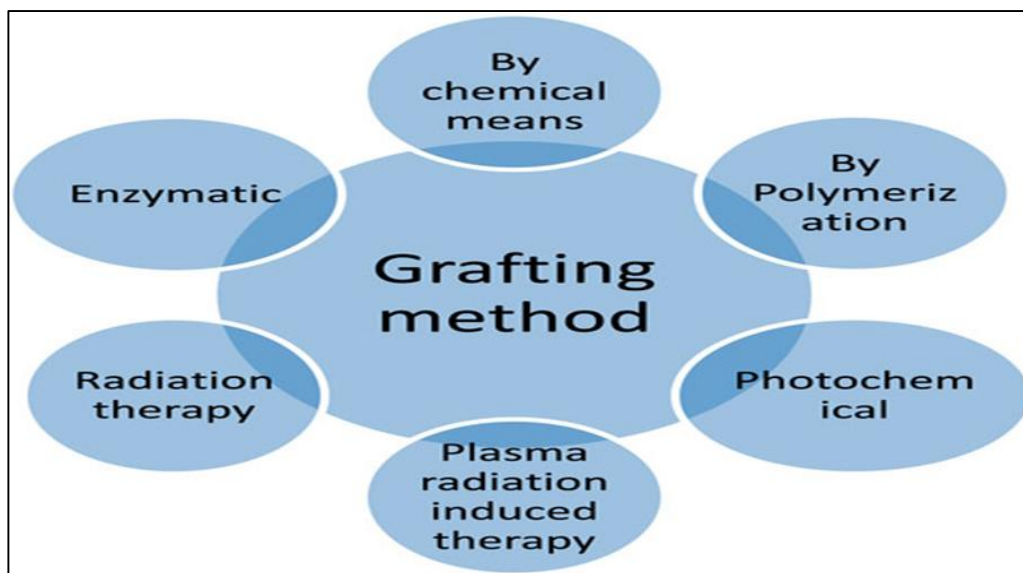 By
chemical
means
By
Polymeriz
ation
Photochem
ical
Plasma
radiation
induced
therapy
Radiation
therapy
Enzymatic
Grafting
method